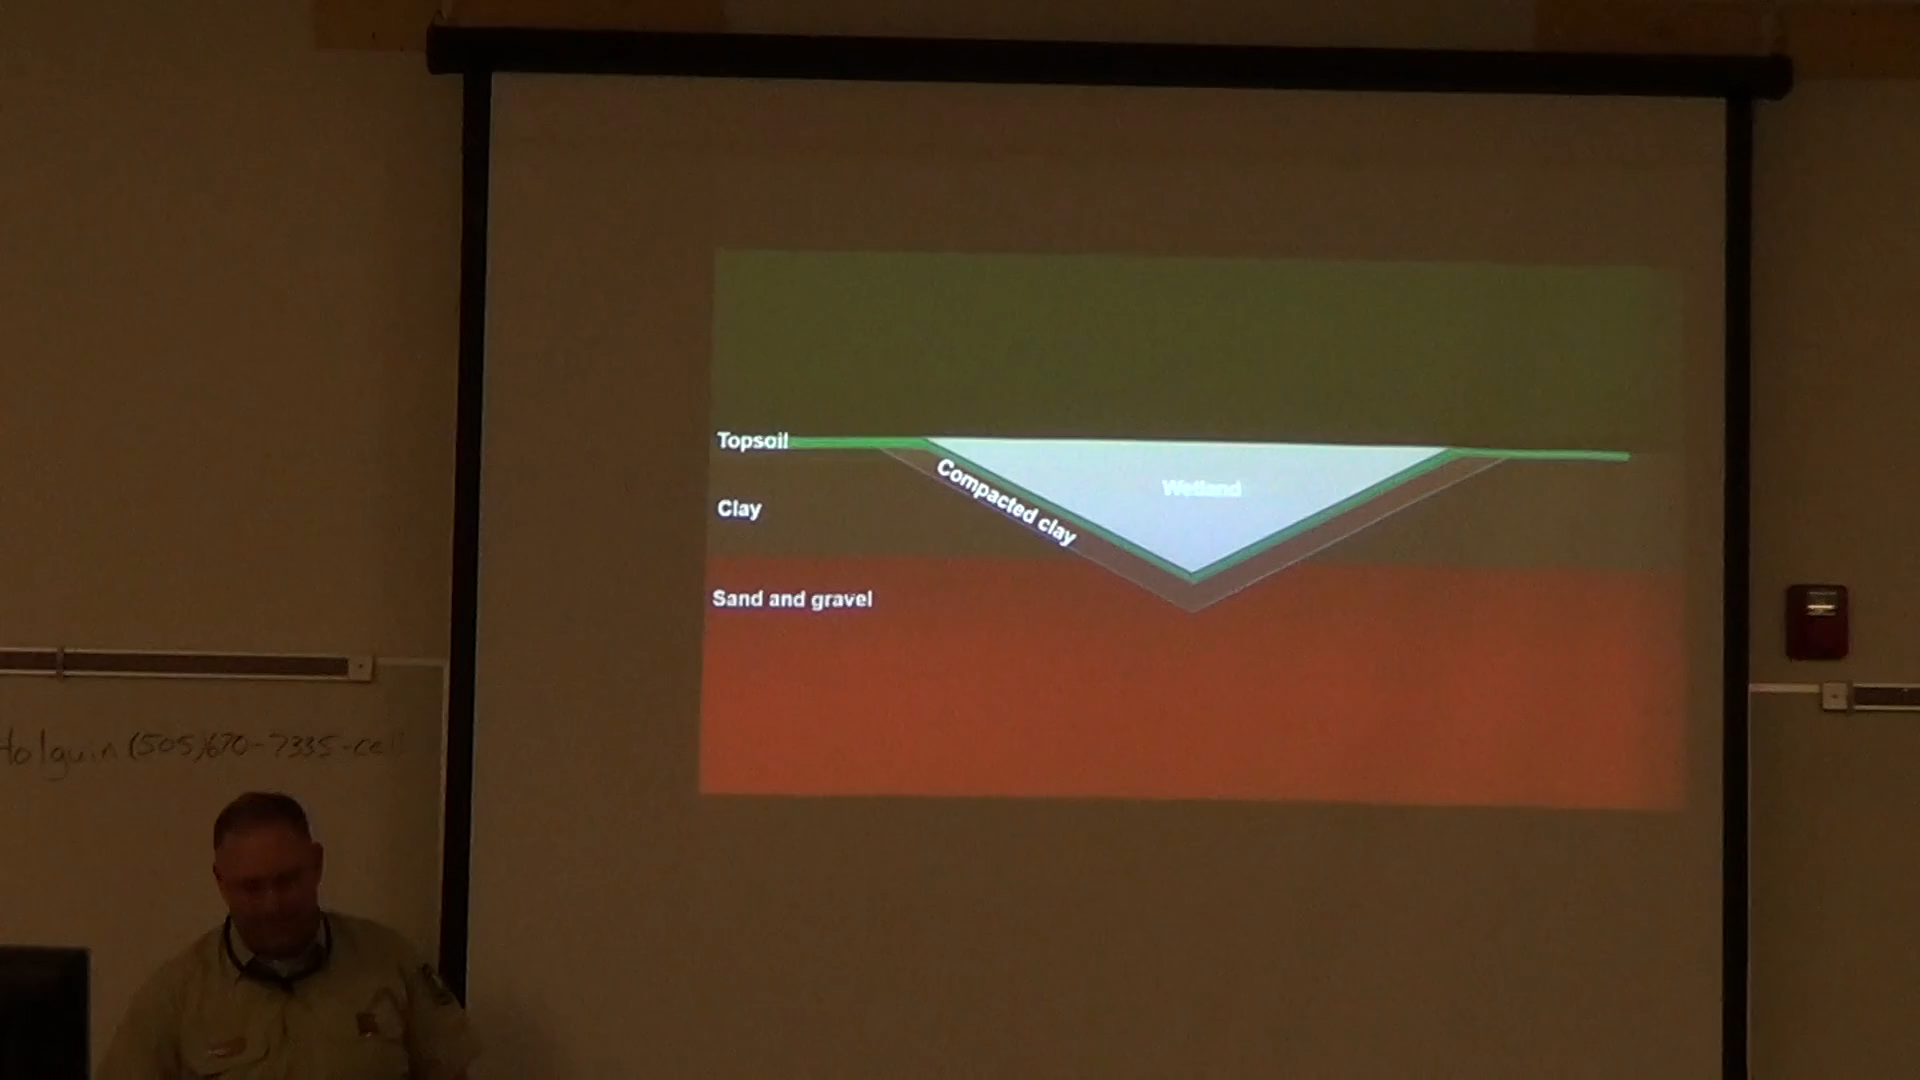 Topsoil
Compacted clay
Wetland
Clay
Sand and gravel
Holguin (505)670-7335-cell